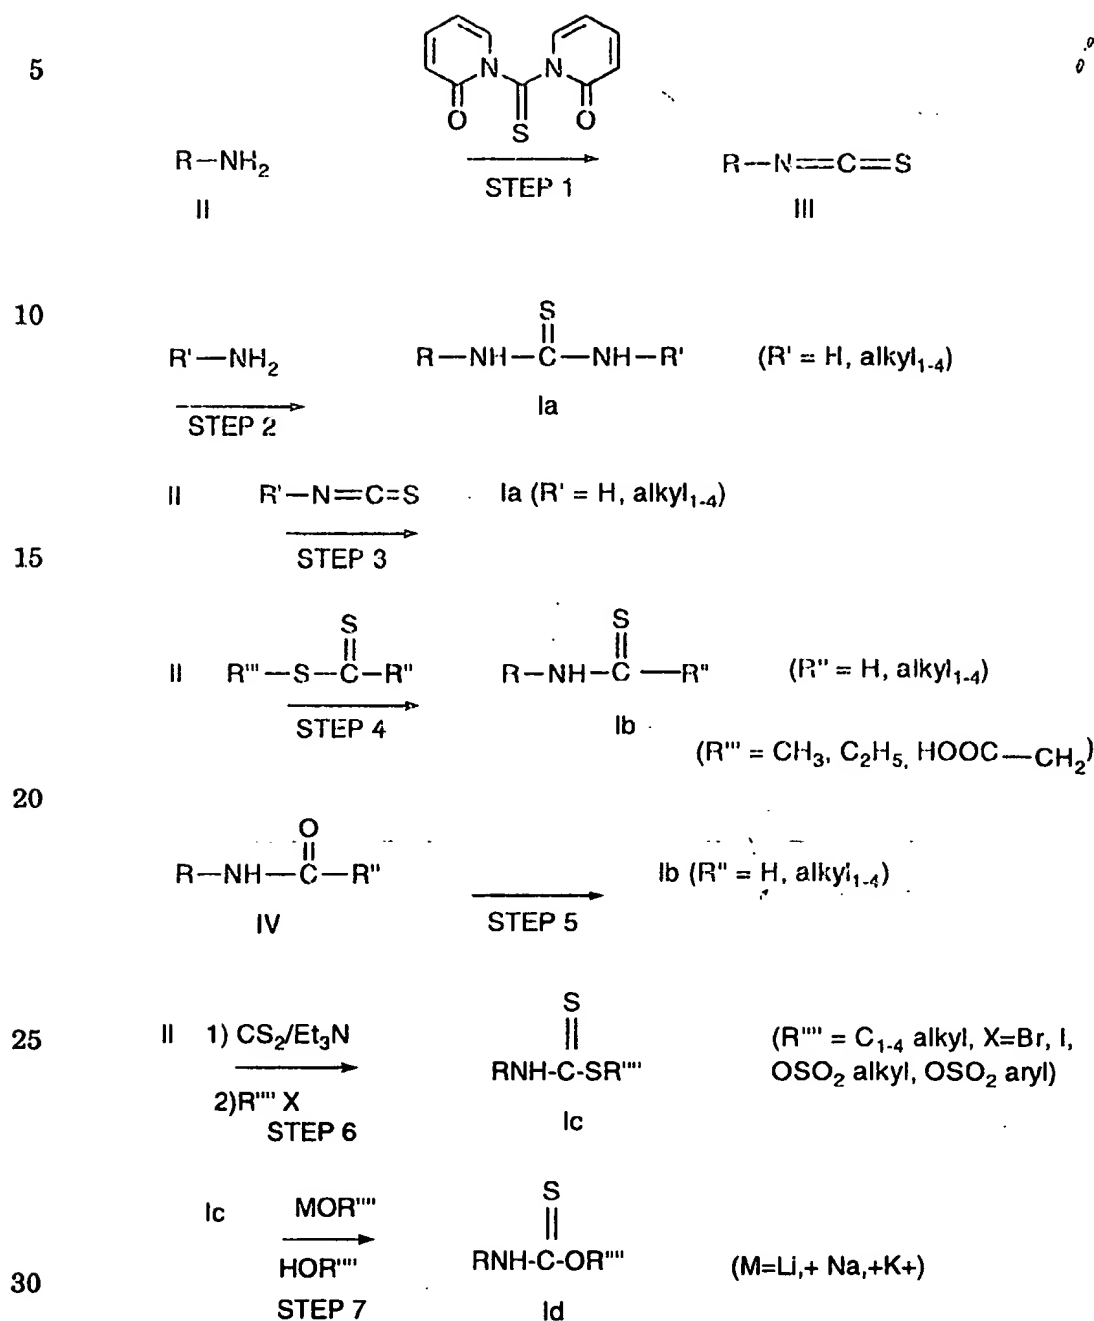 5
N N
O S O
R—NH₂ STEP 1 R—N=C=S
II III
10
S
R'—NH₂ R—NH—C—NH—R' (R' = H, alkyl₁₋₄)
STEP 2 Ia
II R'—N=C=S Ia (R' = H, alkyl₁₋₄)
15
STEP 3
S S
II R'''—S—C—R'' R—NH—C—R'' (R'' = H, alkyl₁₋₄)
STEP 4 Ib
(R''' = CH₃, C₂H₅, HOOC—CH₂)
20
O
R—NH—C—R'' Ib (R'' = H, alkyl₁₋₄)
IV STEP 5
S
25 II 1) CS₂/Et₃N (R'''' = C₁₋₄ alkyl, X=Br, I,
RNH-C-SR'''' OSO₂ alkyl, OSO₂ aryl)
2)R'''' X
STEP 6 Ic
S
Ic MOR''''
HOR'''' RNH-C-OR'''' (M=Li,+ Na,+K+)
30
STEP 7 Id